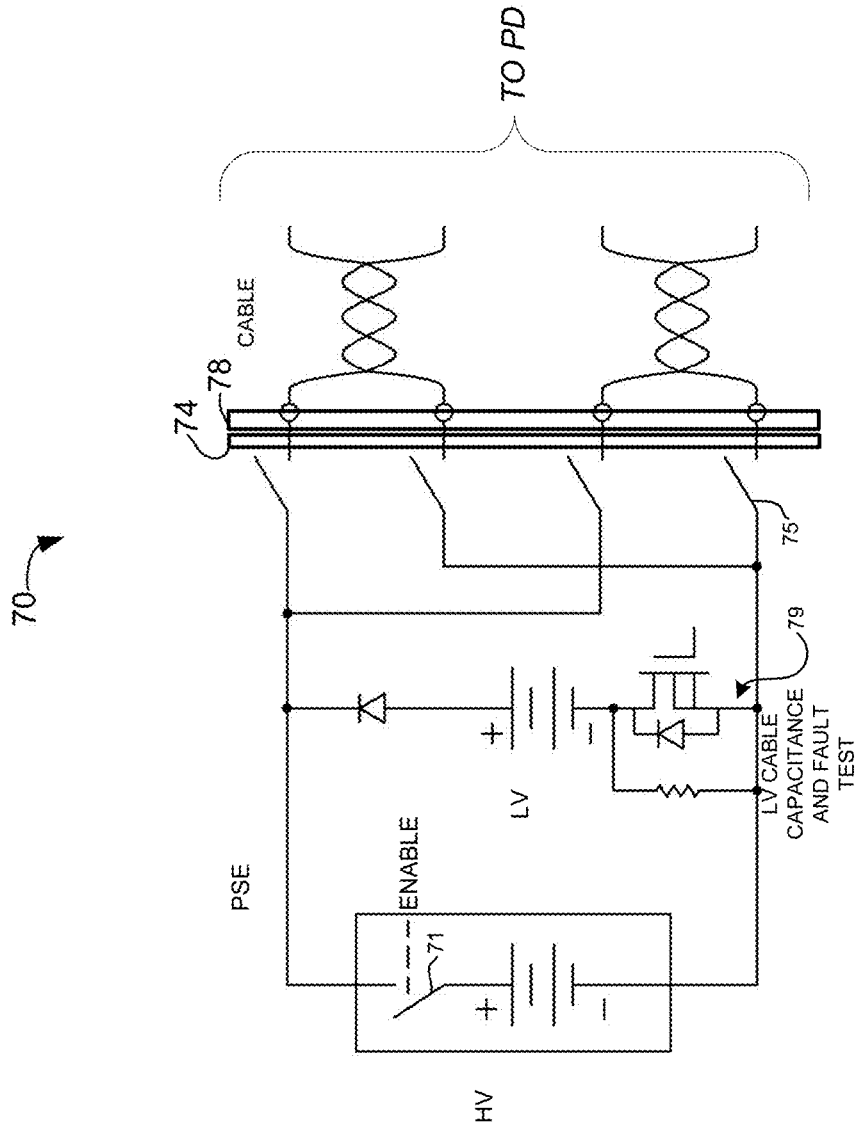 70
TO PD
CABLE
74
78
75
79
LV CABLE
CAPACITANCE
AND FAULT
TEST
PSE
LV
+
−
ENABLE
71
+
−
HV